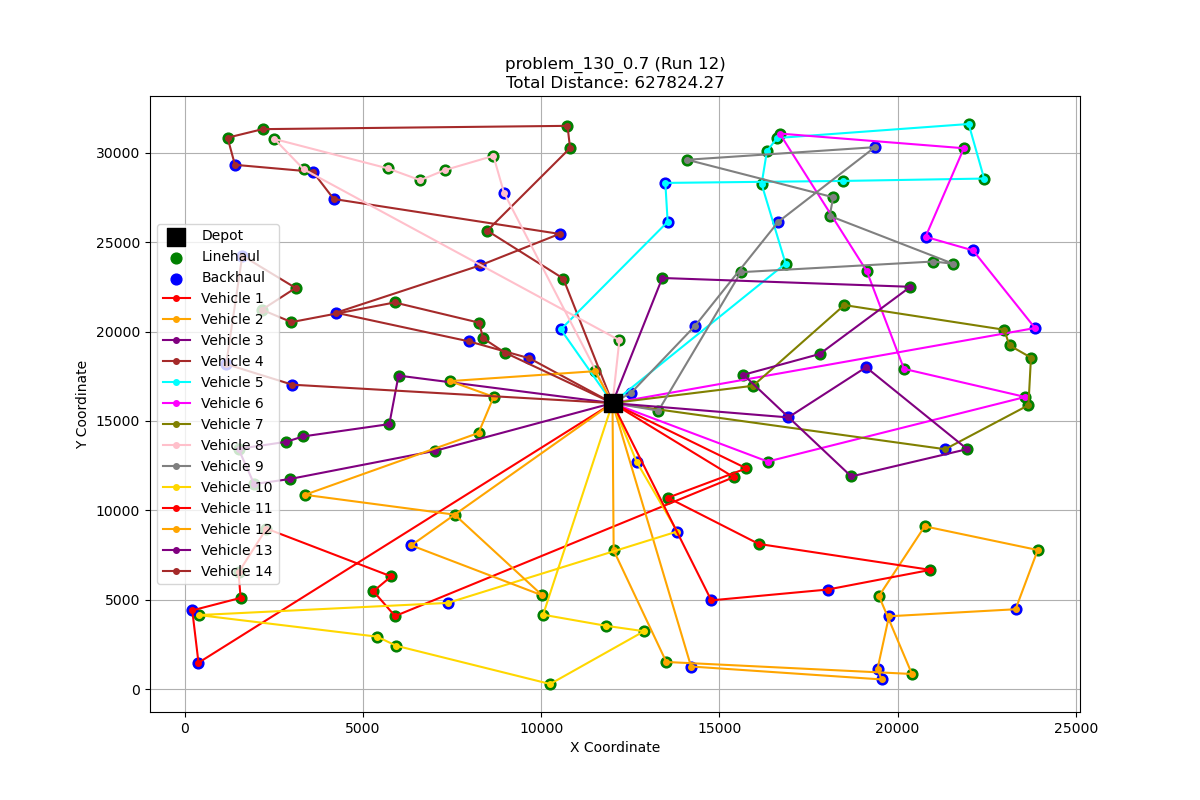 problem_130_0.7 (Run 12)
Total Distance: 627824.27
30000
25000
20000
15000
10000
5000
0
Y Coordinate
Depot
Linehaul
Backhaul
Vehicle 1
Vehicle 2
Vehicle 3
Vehicle 4
Vehicle 5
Vehicle 6
Vehicle 7
Vehicle 8
Vehicle 9
Vehicle 10
Vehicle 11
Vehicle 12
Vehicle 13
Vehicle 14
0 5000 10000 15000 20000 25000
X Coordinate